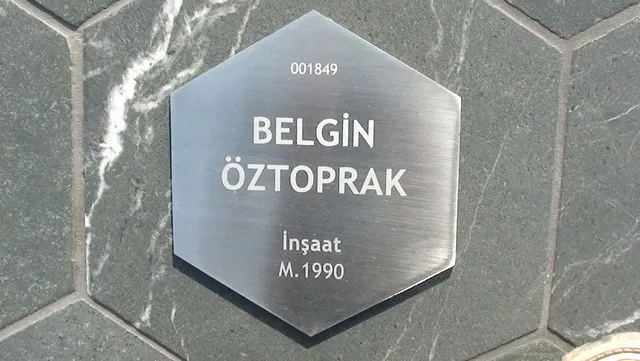 001849
BELGİN
ÖZTOPRAK
İnşaat
M.1990